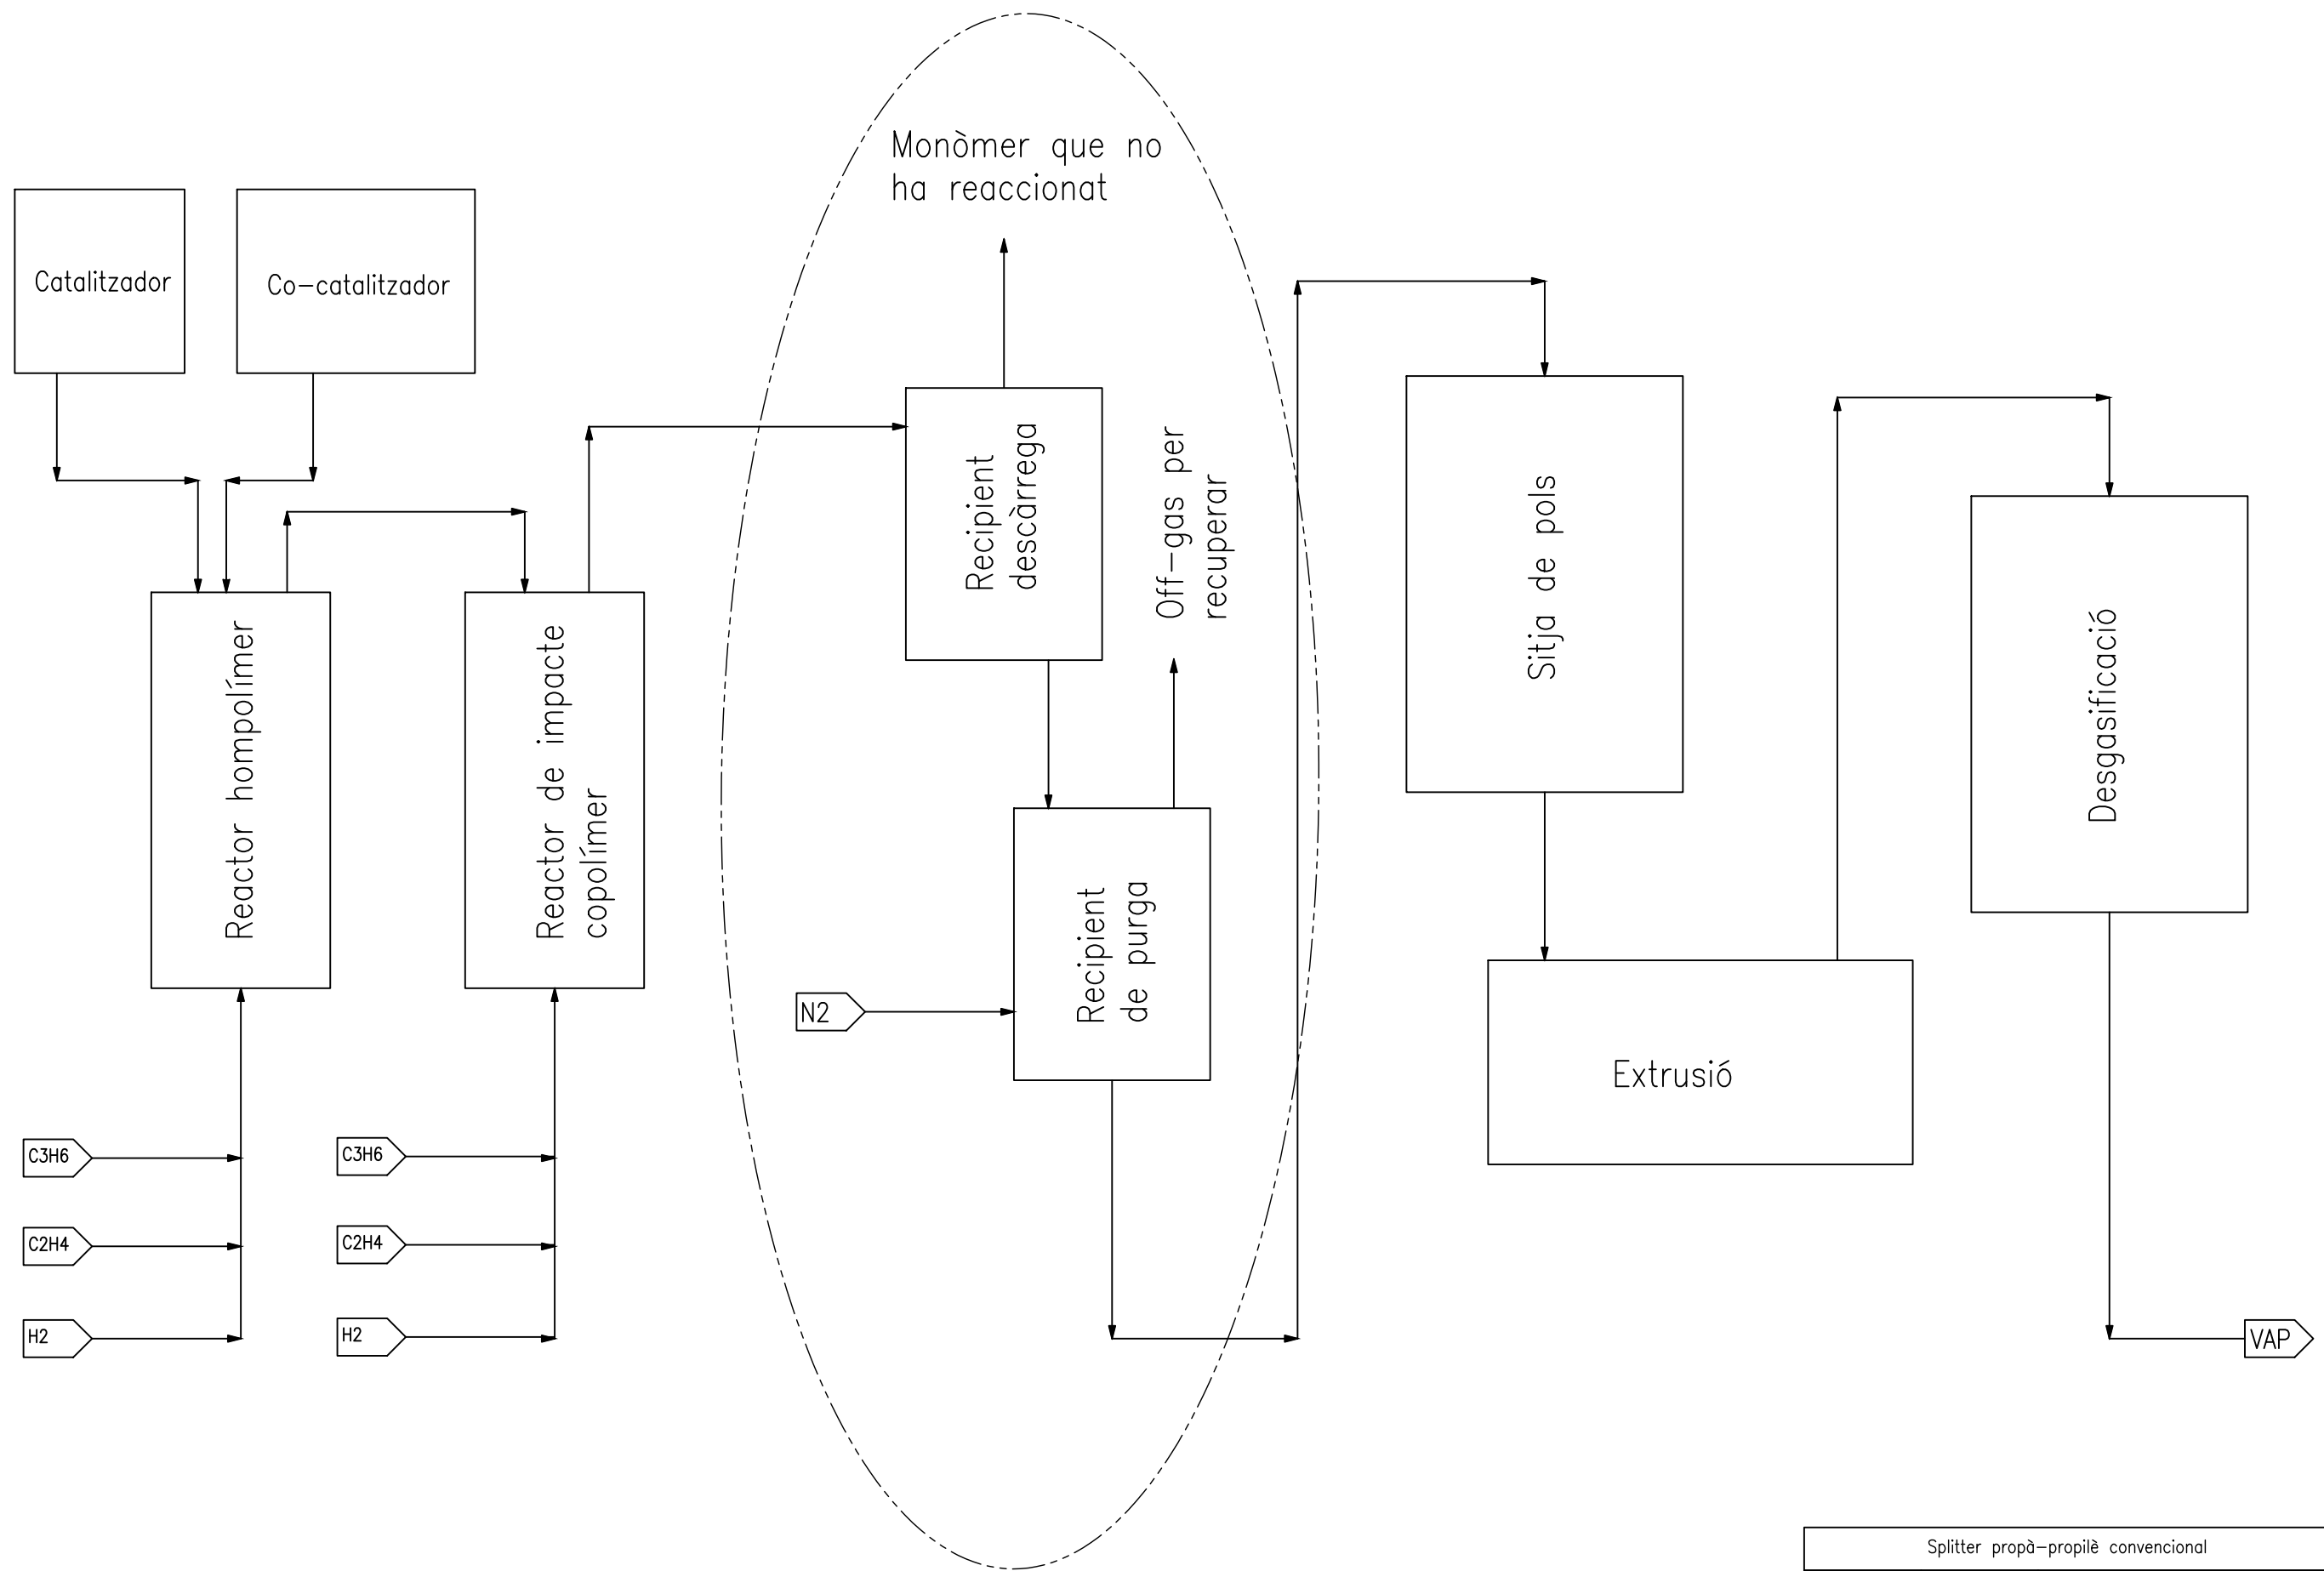 Monòmer que no
ha reaccionat
Catalitzador
Co-catalitzador
Recipient
descàrrega
Off-gas per
recuperar
Sitja de pols
Desgasificació
Reactor hompolímer
Reactor de impacte
copolímer
Recipient
de purga
N2
Extrusió
C3H6
C3H6
C2H4
C2H4
H2
H2
VAP
Splitter propà-propilè convencional